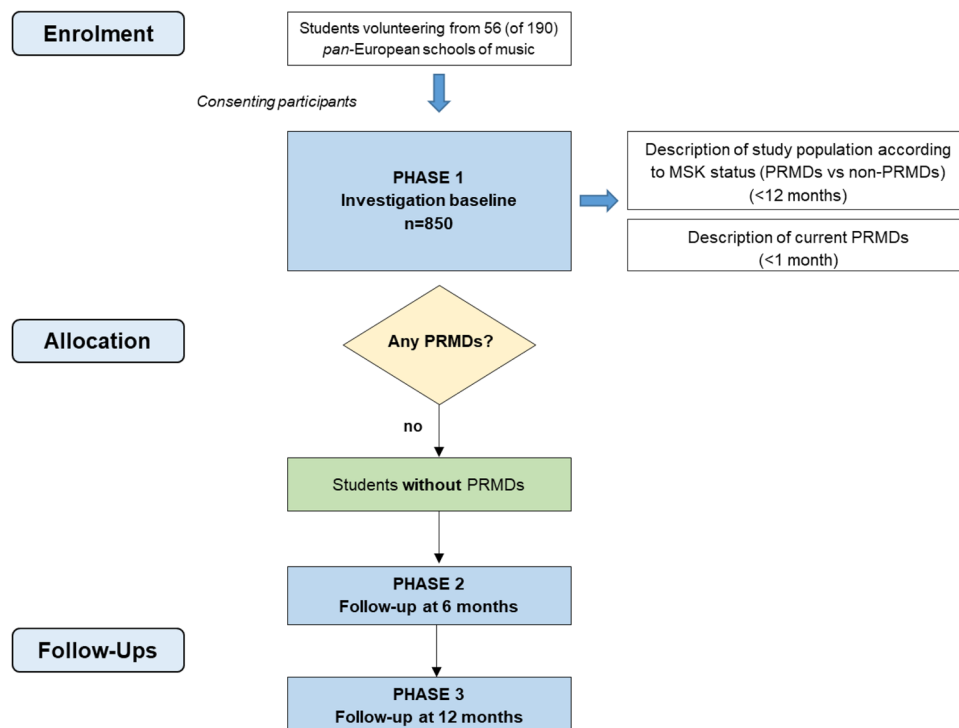 Enrolment
Students volunteering from 56 (of 190)
pan-European schools of music
Consenting participants
PHASE 1
Investigation baseline
n=850
Description of study population according
to MSK status (PRMDs vs non-PRMDs)
(<12 months)
Description of current PRMDs
(<1 month)
Allocation
Any PRMDs?
no
Students without PRMDs
PHASE 2
Follow-up at 6 months
Follow-Ups
PHASE 3
Follow-up at 12 months